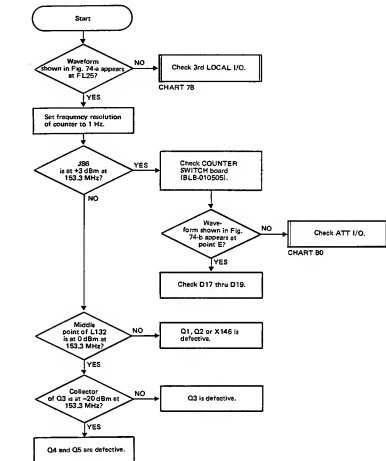 Start
Waveform
shown in Fig. 74-a appears
at FL25?
NO
Check 3rd LOCAL I/O.
CHART 7B
YES
Set frequency resolution
of counter to 1 Hz.
J86
is at +3 dBm at
153.3 MHz?
YES
Check COUNTER
SWITCH board
(BLB-010505).
NO
Wave-
form shown in Fig.
74-b appears at
point E?
NO
Check ATT I/O.
CHART B0
YES
Check D17 thru D19.
Middle
point of L132
is at 0 dBm at
153.3 MHz?
NO
Q1, Q2 or X146 is
defective.
YES
Collector
of Q3 is at −20 dBm at
153.3 MHz?
NO
Q3 is defective.
YES
Q4 and Q5 are defective.